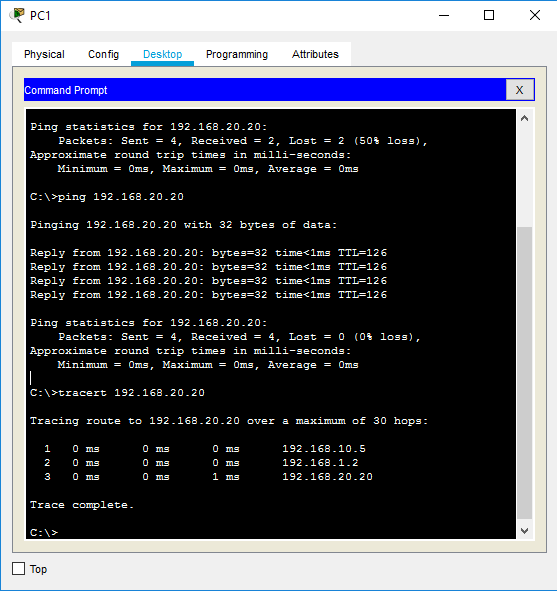 PC1
Physical Config Desktop Programming Attributes
Command Prompt
X
Ping statistics for 192.168.20.20:
    Packets: Sent = 4, Received = 2, Lost = 2 (50% loss),
Approximate round trip times in milli-seconds:
    Minimum = 0ms, Maximum = 0ms, Average = 0ms
C:\>ping 192.168.20.20
Pinging 192.168.20.20 with 32 bytes of data:
Reply from 192.168.20.20: bytes=32 time<1ms TTL=126
Reply from 192.168.20.20: bytes=32 time<1ms TTL=126
Reply from 192.168.20.20: bytes=32 time<1ms TTL=126
Reply from 192.168.20.20: bytes=32 time<1ms TTL=126
Ping statistics for 192.168.20.20:
    Packets: Sent = 4, Received = 4, Lost = 0 (0% loss),
Approximate round trip times in milli-seconds:
    Minimum = 0ms, Maximum = 0ms, Average = 0ms
C:\>tracert 192.168.20.20
Tracing route to 192.168.20.20 over a maximum of 30 hops:
  1   0 ms      0 ms      0 ms      192.168.10.5
  2   0 ms      0 ms      0 ms      192.168.1.2
  3   0 ms      0 ms      1 ms      192.168.20.20
Trace complete.
C:\>
Top